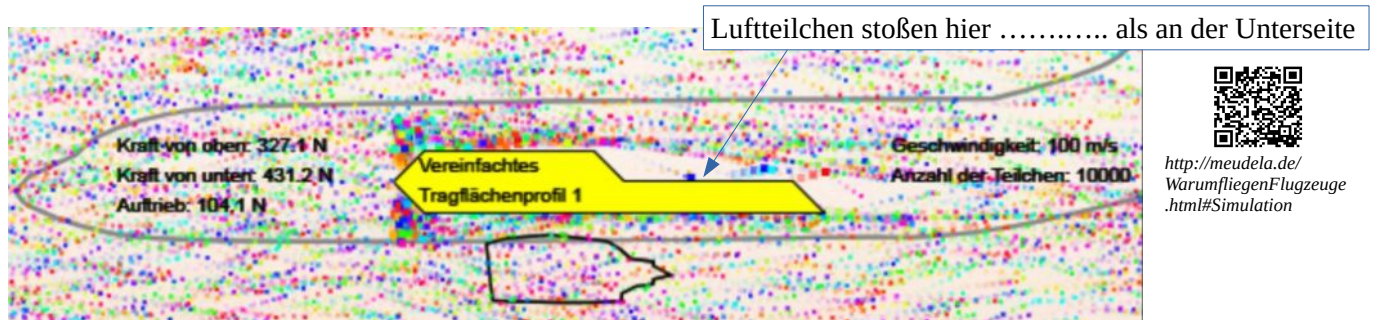 Luftteilchen stoßen hier ……..….. als an der Unterseite
Kraft von oben: 327.1 N
Kraft von unten: 431.2 N
Auftrieb: 104.1 N
Vereinfachtes
Tragflächenprofil 1
Geschwindigkeit: 100 m/s
Anzahl der Teilchen: 10000
http://meudela.de/
WarumfliegenFlugzeuge
.html#Simulation